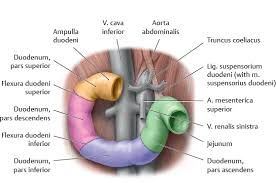 Ampulla
duodeni
V. cava
inferior
Aorta
abdominalis
Truncus coeliacus
Duodenum,
pars superior
Flexura duodeni
superior
Duodenum,
pars descendens
Flexura duodeni
inferior
Duodenum,
pars inferior
Lig. suspensorium
duodeni (with m.
suspensorius duodeni)
A. mesenterica
superior
V. renalis sinistra
Jejunum
Duodenum,
pars ascendens